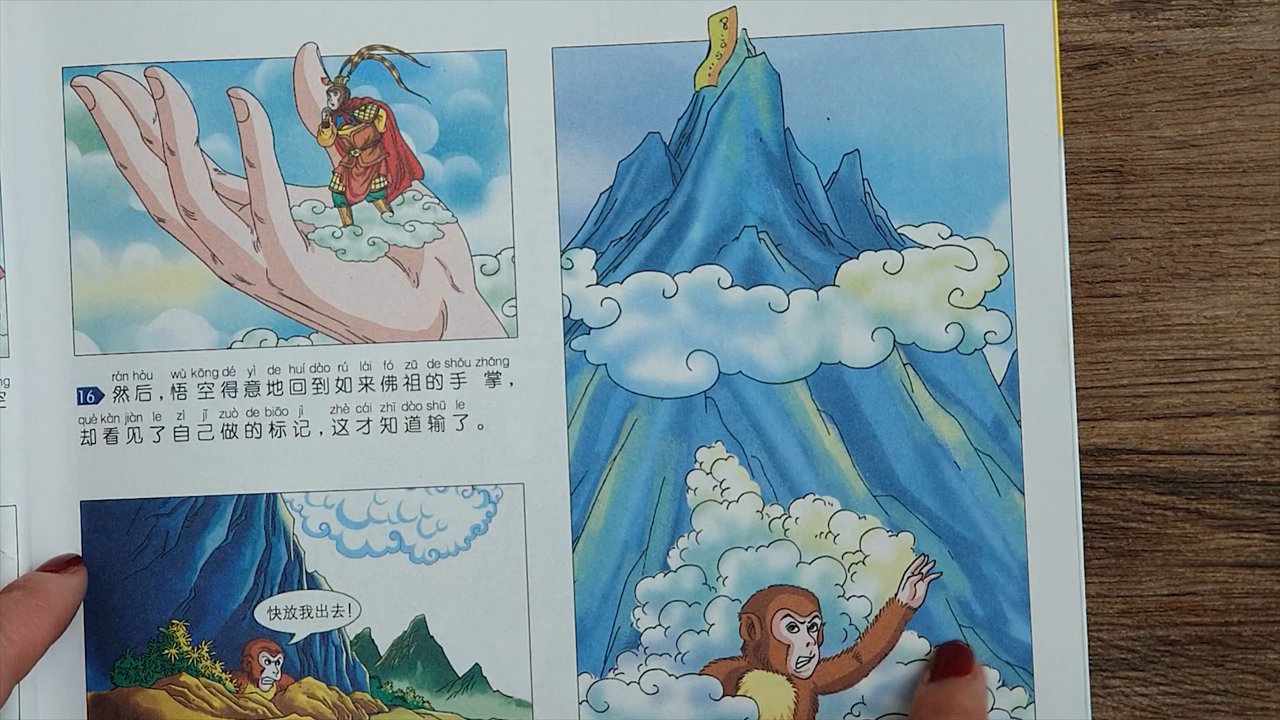 rán hòu wù kōng dé yì de huí dào rú lái fó zǔ de shǒu zhǎng
16 然后，悟空得意地回到如来佛祖的手掌，
què kàn jiàn le zì jǐ zuò de biāo jì zhè cái zhī dào shū le
却看见了自己做的标记，这才知道输了。
快放我出去！